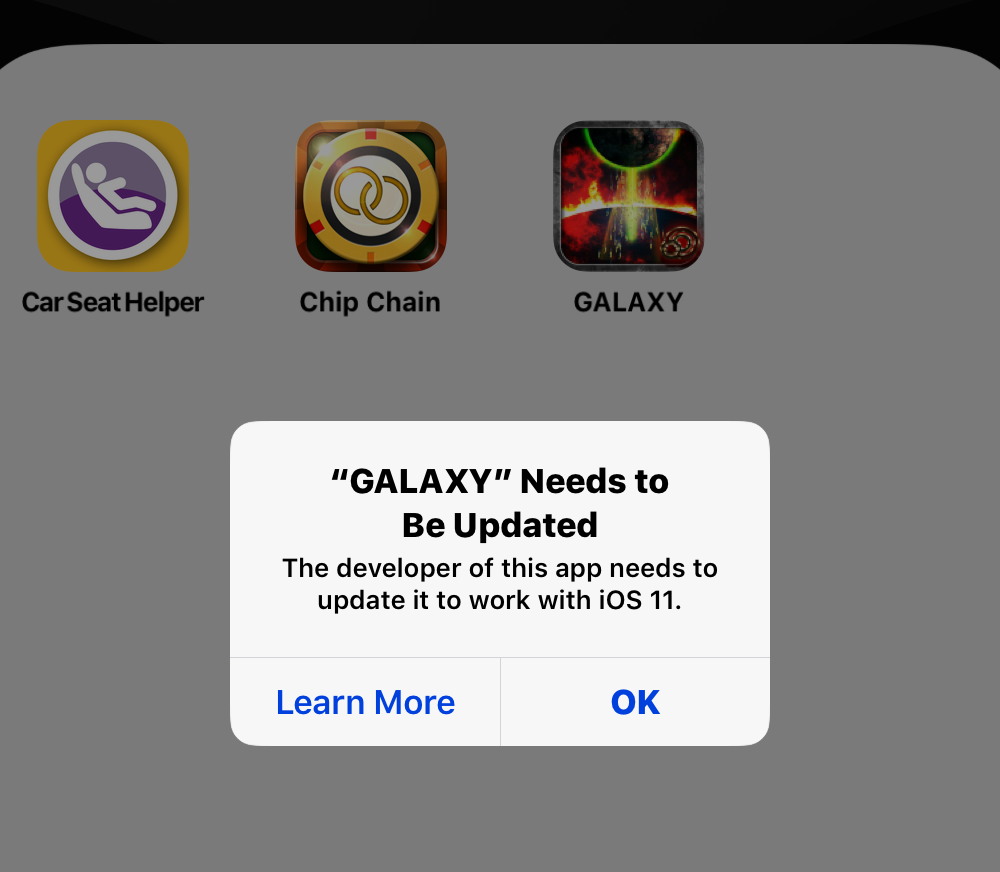 Car Seat Helper Chip Chain GALAXY
“GALAXY” Needs to
Be Updated
The developer of this app needs to
update it to work with iOS 11.
Learn More OK